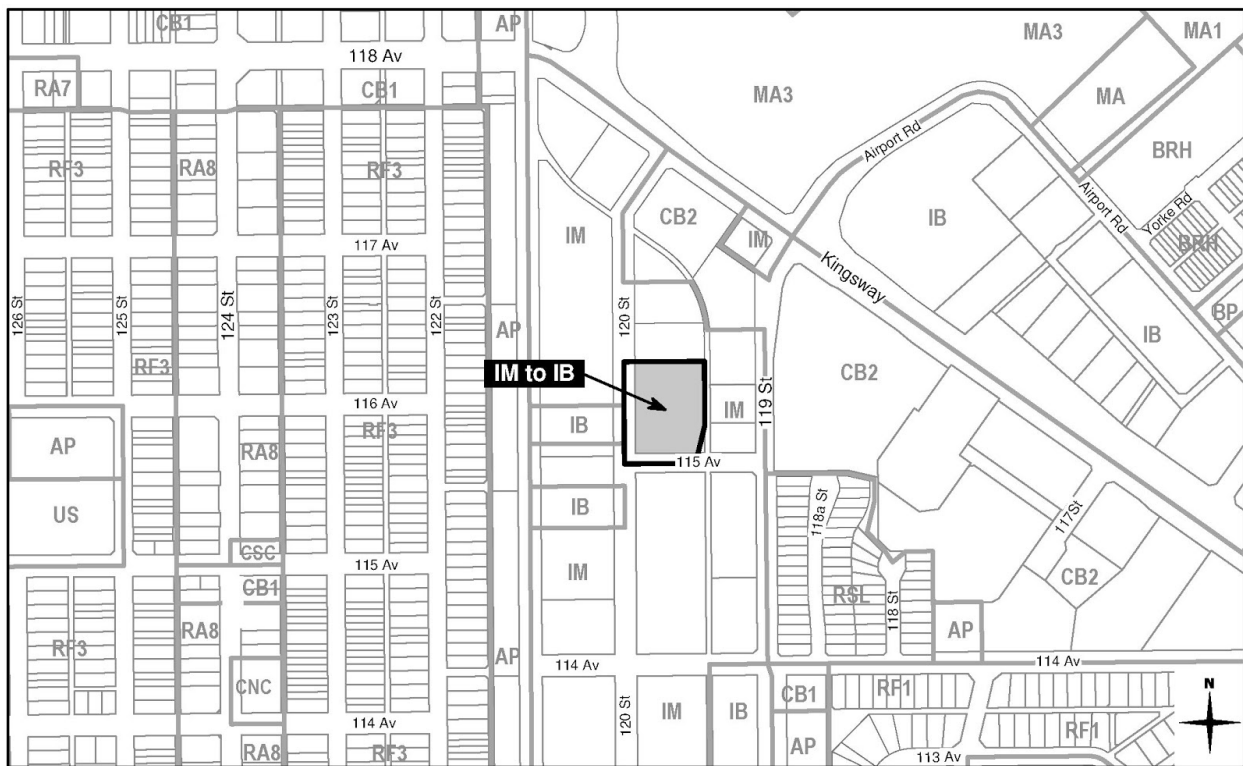 CB1
AP
118 Av
MA3
MA1
RA7
CB1
MA3
MA
Airport Rd
BRH
RF3
RA8
RF3
Airport Rd
Yorke Rd
IM
CB2
IM
IB
BRH
117 Av
Kingsway
126 St
125 St
124 St
123 St
122 St
120 St
AP
BP
IB
RF3
IM to IB
CB2
119 St
116 Av
IM
IB
RF3
AP
RA8
115 Av
US
IB
118a St
117St
CSC
115 Av
CB1
IM
CB2
RSL
118 St
RF3
RA8
AP
AP
114 Av
114 Av
CNC
CB1
RF1
N
120 St
IM
IB
114 Av
RF1
RA8
RF3
AP
113 Av